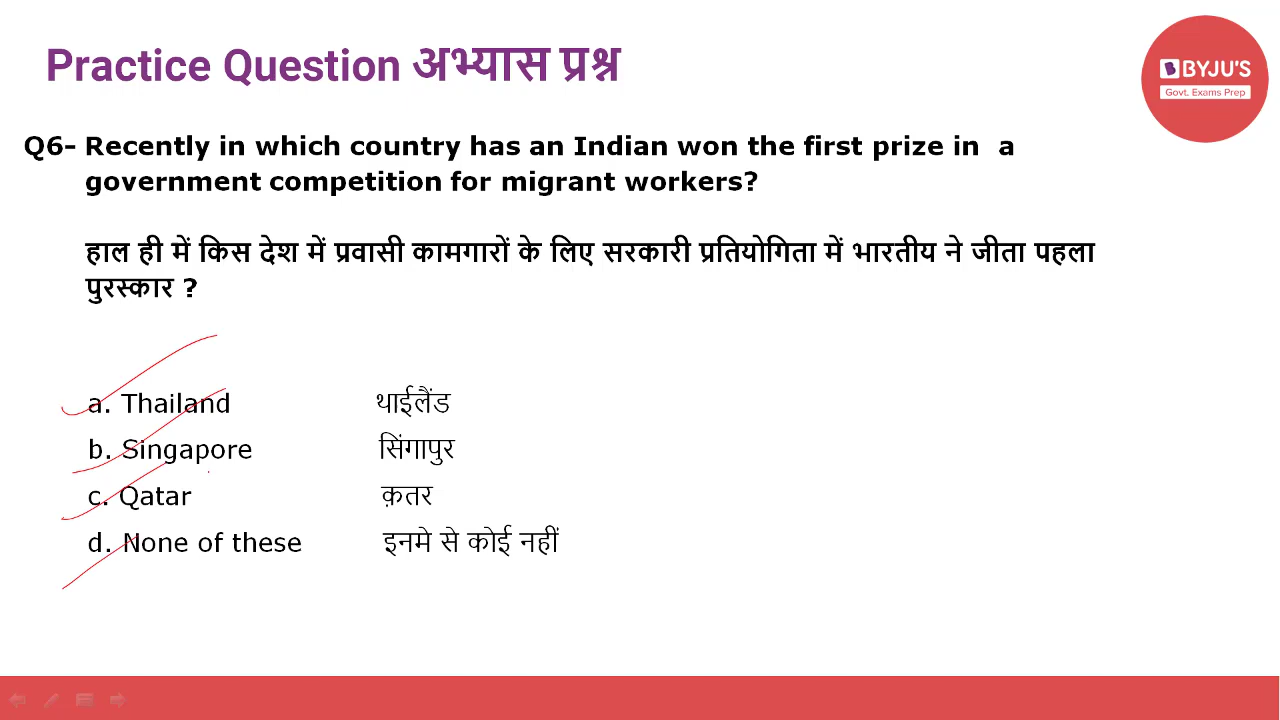 Practice Question अभ्यास प्रश्न
BYJU'S
Govt. Exams Prep
Q6- Recently in which country has an Indian won the first prize in a
government competition for migrant workers?
हाल ही में किस देश में प्रवासी कामगारों के लिए सरकारी प्रतियोगिता में भारतीय ने जीता पहला
पुरस्कार ?
a. Thailand थाईलैंड
b. Singapore सिंगापुर
c. Qatar क़तर
d. None of these इनमे से कोई नहीं